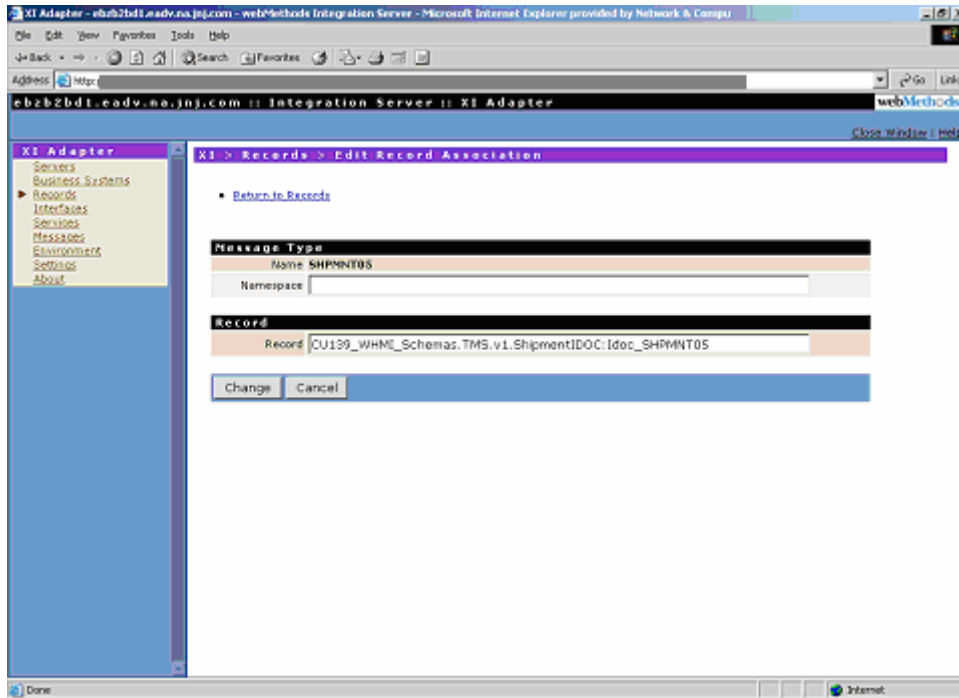 XI Adapter - ebzb2bdt.eadv.na.jnj.com - webMethods Integration Server - Microsoft Internet Explorer provided by Network & Compu
File Edit View Favorites Tools Help
Back Search Favorites
Address http:/ Go Link
ebzb2bdt.eadv.na.jnj.com :: Integration Server :: XI Adapter webMethods
Close Window | Help
XI Adapter
Servers
Business Systems
Records
Interfaces
Services
Messages
Environment
Settings
About
XI > Records > Edit Record Association
Return to Records
Message Type
Name SHPMNT05
Namespace
Record
Record CU139_WHMI_Schemas.TMS.v1.ShipmentIDOC:Idoc_SHPMNT05
Change Cancel
Done Internet